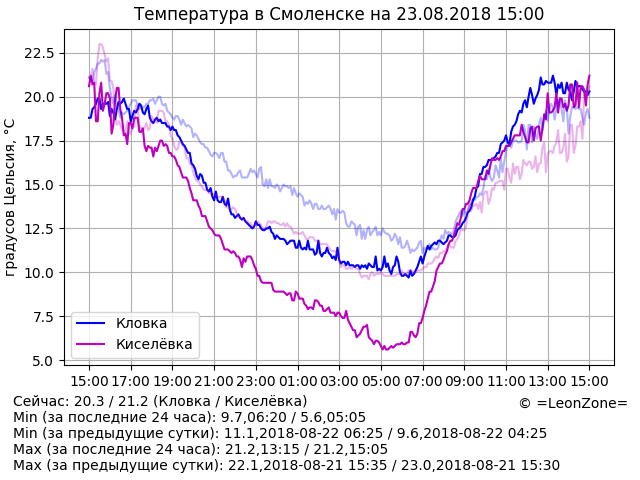 Температура в Смоленске на 23.08.2018 15:00
градусов Цельсия, °C
22.5
20.0
17.5
15.0
12.5
10.0
7.5
5.0
Кловка
Киселёвка
15:00 17:00 19:00 21:00 23:00 01:00 03:00 05:00 07:00 09:00 11:00 13:00 15:00
Сейчас: 20.3 / 21.2 (Кловка / Киселёвка)
© =LeonZone=
Min (за последние 24 часа): 9.7,06:20 / 5.6,05:05
Min (за предыдущие сутки): 11.1,2018-08-22 06:25 / 9.6,2018-08-22 04:25
Max (за последние 24 часа): 21.2,13:15 / 21.2,15:05
Max (за предыдущие сутки): 22.1,2018-08-21 15:35 / 23.0,2018-08-21 15:30